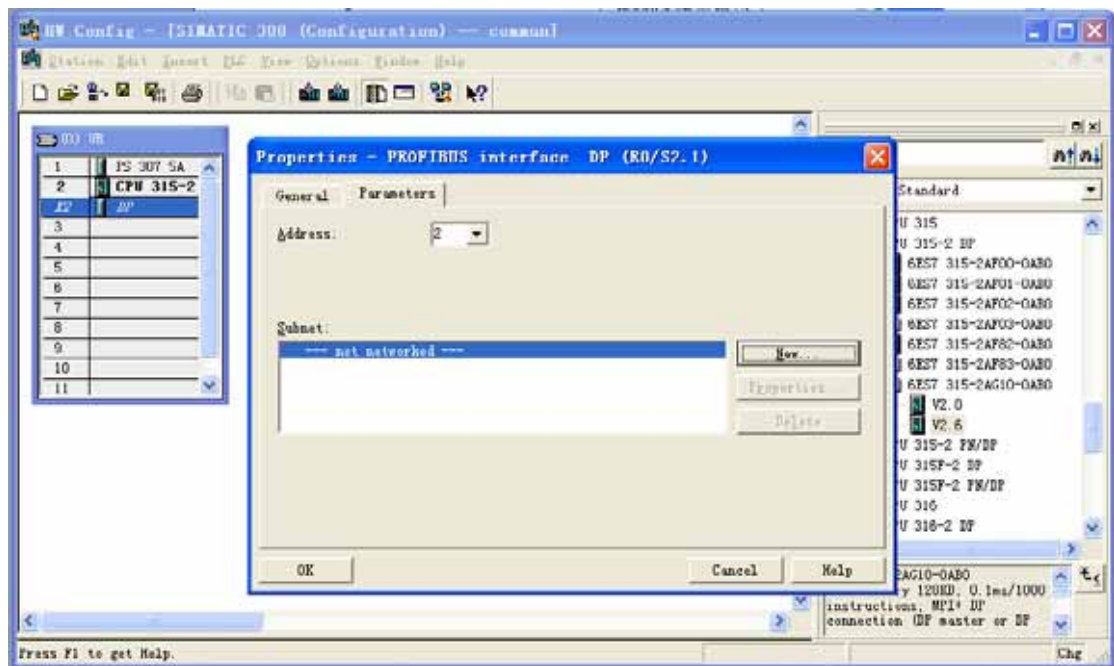 HW Config - [SIMATIC 300 (Configuration) -- commun]
Station Edit Insert PLC View Options Window Help
(0) UR
1 PS 307 5A
2 CPU 315-2
X2 DP
3
4
5
6
7
8
9
10
11
Properties - PROFIBUS interface DP (R0/S2.1)
General Parameters
Address: 2
Subnet:
--- not networked ---
New...
Properties...
Delete
OK Cancel Help
Standard
U 315
U 315-2 DP
6ES7 315-2AF00-0AB0
6ES7 315-2AF01-0AB0
6ES7 315-2AF02-0AB0
6ES7 315-2AF03-0AB0
6ES7 315-2AF82-0AB0
6ES7 315-2AF83-0AB0
6ES7 315-2AG10-0AB0
V2.0
V2.6
U 315-2 PN/DP
U 315F-2 DP
U 315F-2 PN/DP
U 316
U 316-2 DP
2AG10-0AB0
y 128KB, 0.1ms/1000
instructions, MPI+ DP
connection (DP master or DP
Press F1 to get Help.
Chg